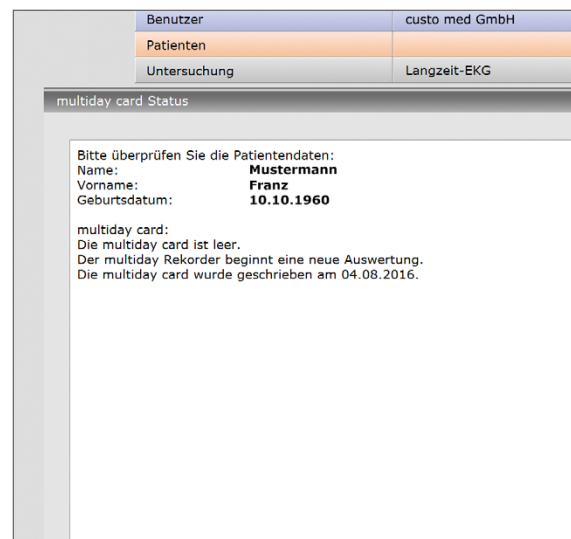 Benutzer custo med GmbH
Patienten
Untersuchung Langzeit-EKG
multiday card Status
Bitte überprüfen Sie die Patientendaten:
Name: Mustermann
Vorname: Franz
Geburtsdatum: 10.10.1960
multiday card:
Die multiday card ist leer.
Der multiday Rekorder beginnt eine neue Auswertung.
Die multiday card wurde geschrieben am 04.08.2016.